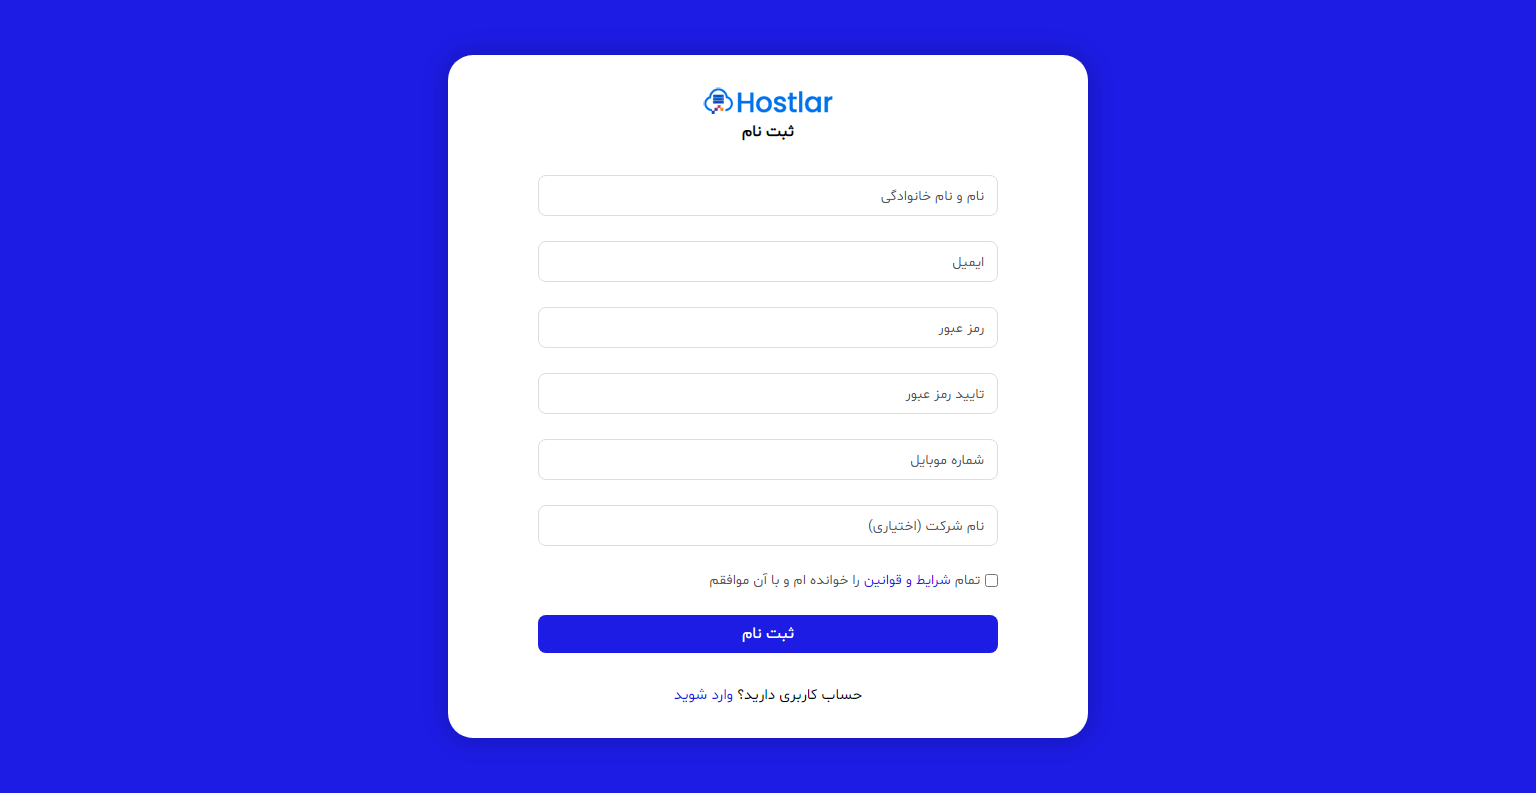 Hostlar
ثبت نام
نام و نام خانوادگی
ایمیل
رمز عبور
تایید رمز عبور
شماره موبایل
نام شرکت (اختیاری)
تمام شرایط و قوانین را خوانده ام و با آن موافقم
ثبت نام
حساب کاربری دارید؟ وارد شوید